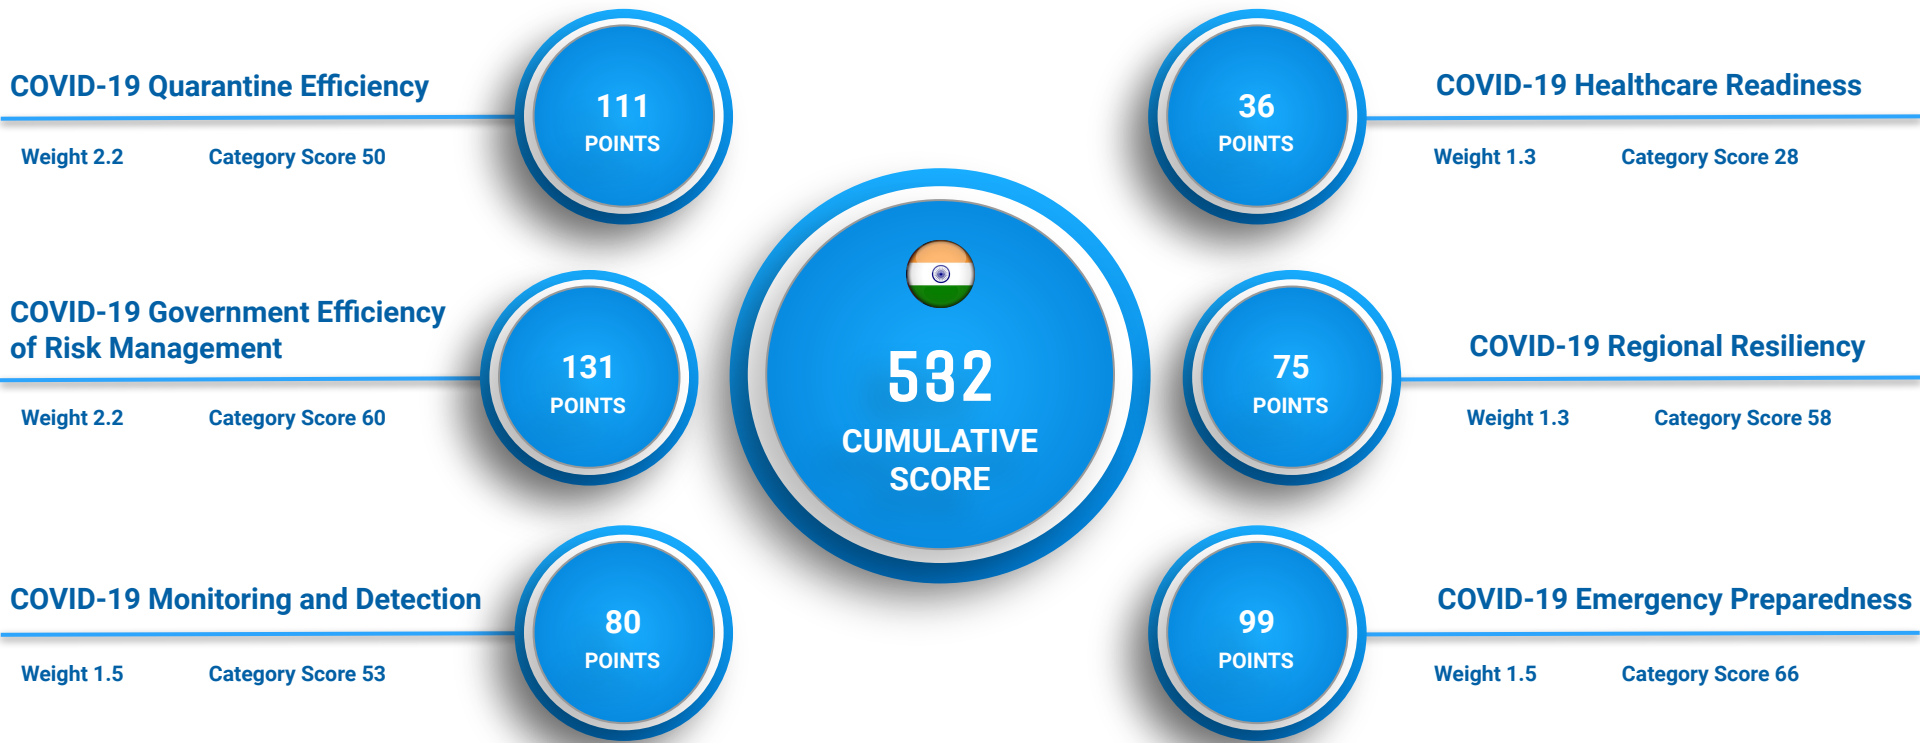 COVID-19 Quarantine Efficiency
111
POINTS
Weight 2.2 Category Score 50
COVID-19 Government Efficiency
of Risk Management
131
POINTS
Weight 2.2 Category Score 60
COVID-19 Monitoring and Detection
80
POINTS
Weight 1.5 Category Score 53
532
CUMULATIVE
SCORE
COVID-19 Healthcare Readiness
36
POINTS
Weight 1.3 Category Score 28
COVID-19 Regional Resiliency
75
POINTS
Weight 1.3 Category Score 58
COVID-19 Emergency Preparedness
99
POINTS
Weight 1.5 Category Score 66